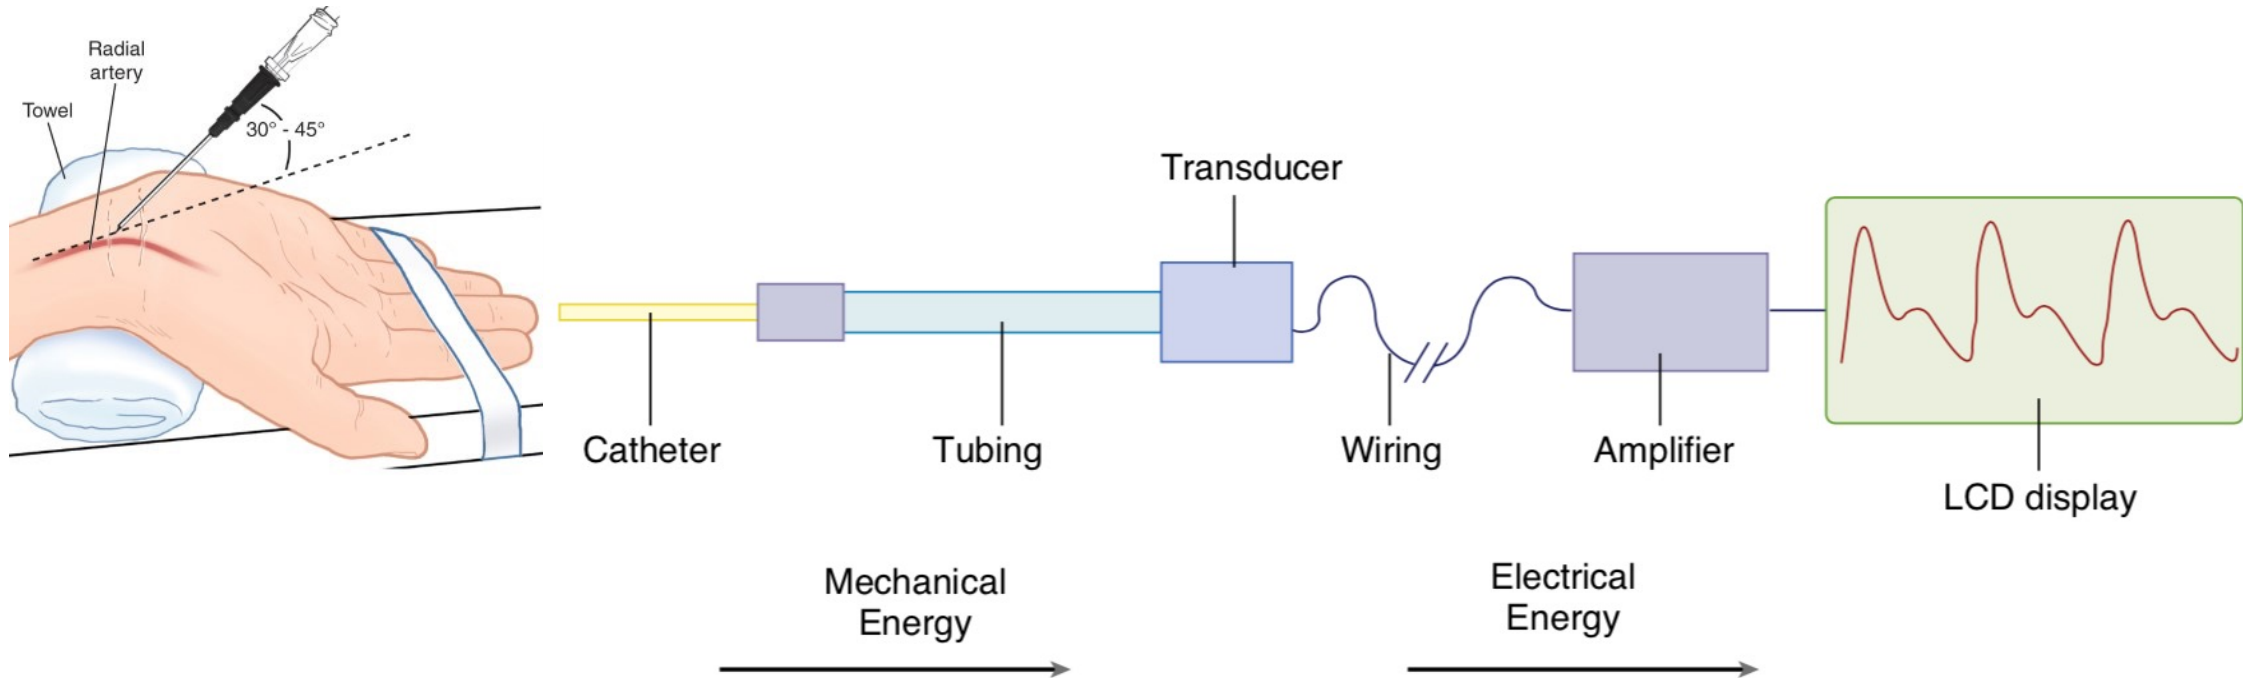 Radial
artery
Towel
30° - 45°
Transducer
Catheter
Tubing
Wiring
Amplifier
LCD display
Mechanical
Energy
Electrical
Energy